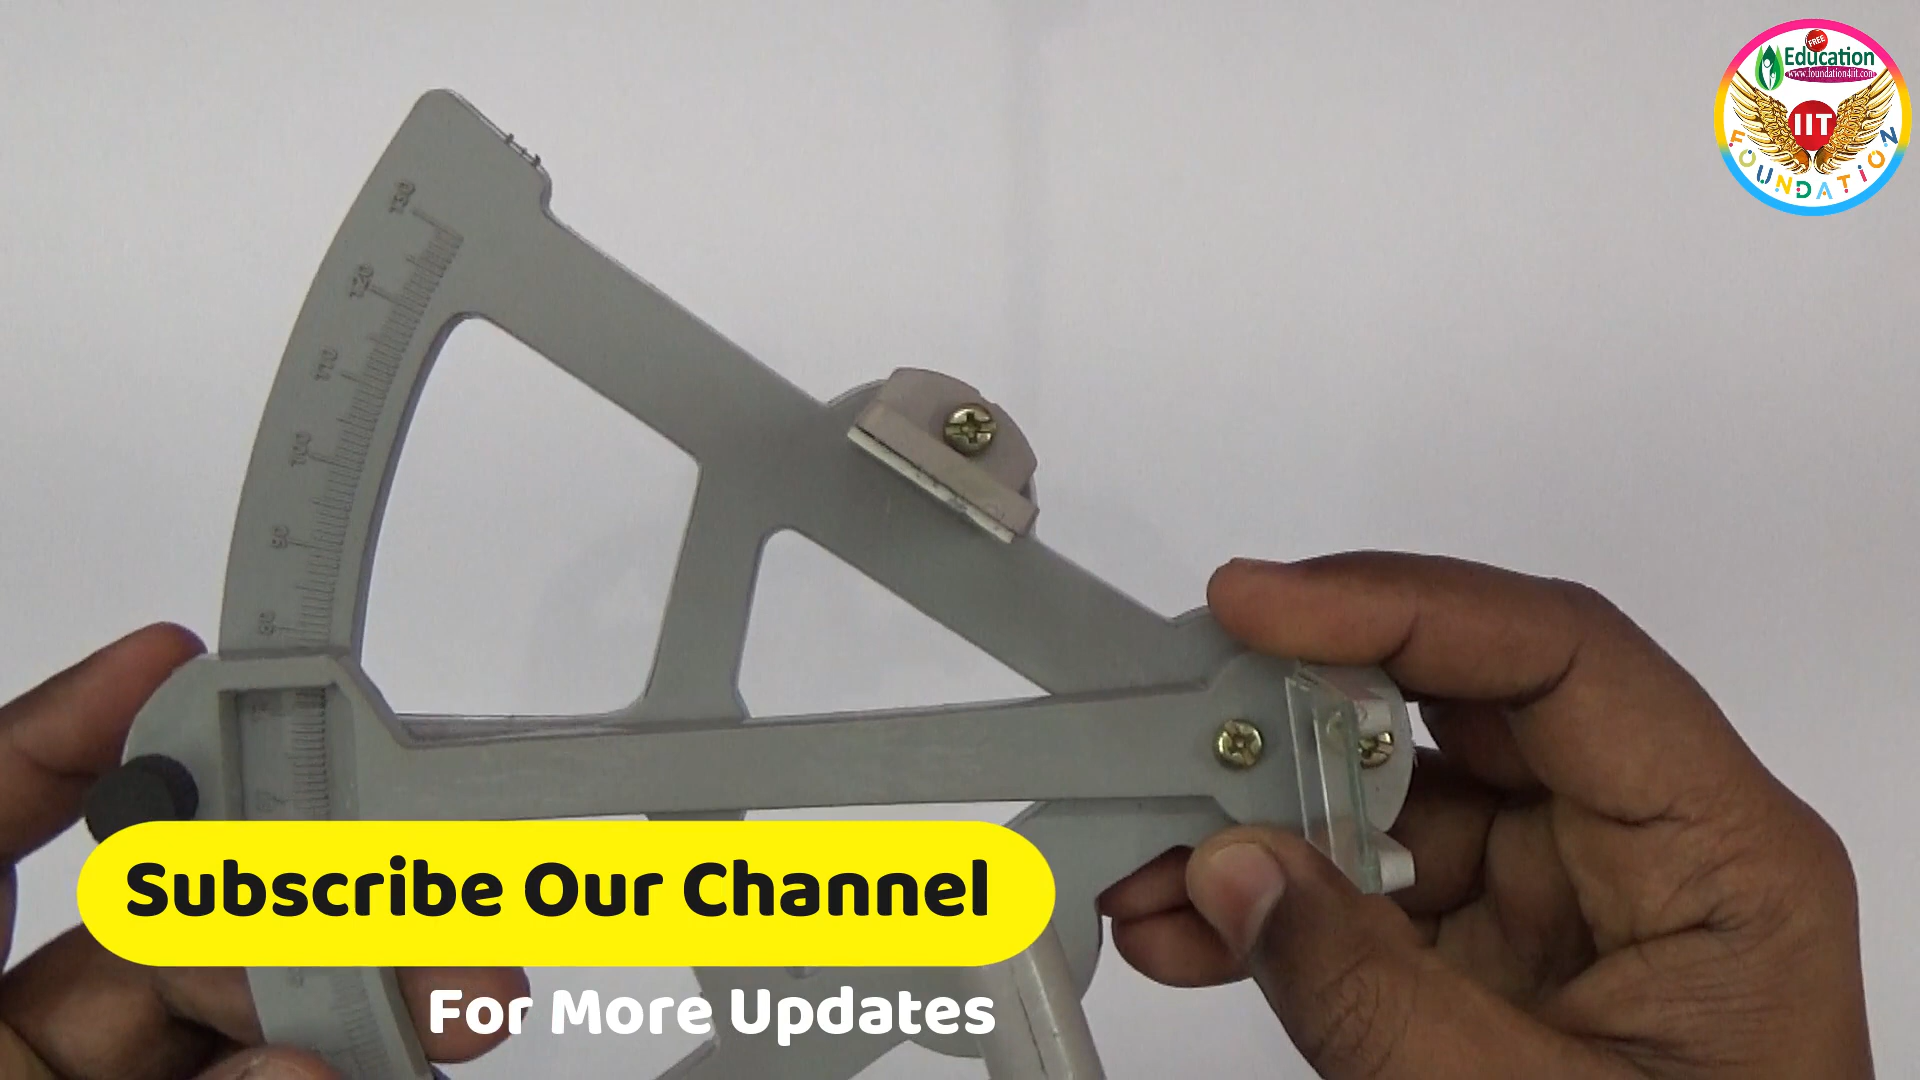 FREE
Education
www.foundation4iit.com
IIT
FOUNDATION
130
120
110
100
90
80
Subscribe Our Channel
For More Updates